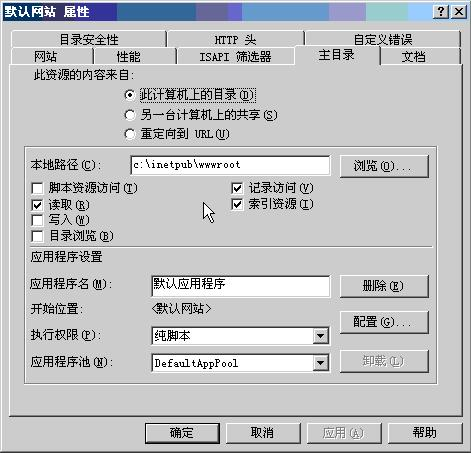 默认网站 属性
目录安全性 HTTP 头 自定义错误
网站 性能 ISAPI 筛选器 主目录 文档
此资源的内容来自:
此计算机上的目录(D)
另一台计算机上的共享(S)
重定向到 URL(U)
本地路径(C): c:\inetpub\wwwroot 浏览(O)...
脚本资源访问(T) 记录访问(V)
读取(R) 索引资源(I)
写入(W)
目录浏览(B)
应用程序设置
应用程序名(M): 默认应用程序 删除(E)
开始位置: <默认网站>
配置(G)...
执行权限(P): 纯脚本
应用程序池(N): DefaultAppPool 卸载(L)
确定 取消 应用(A) 帮助